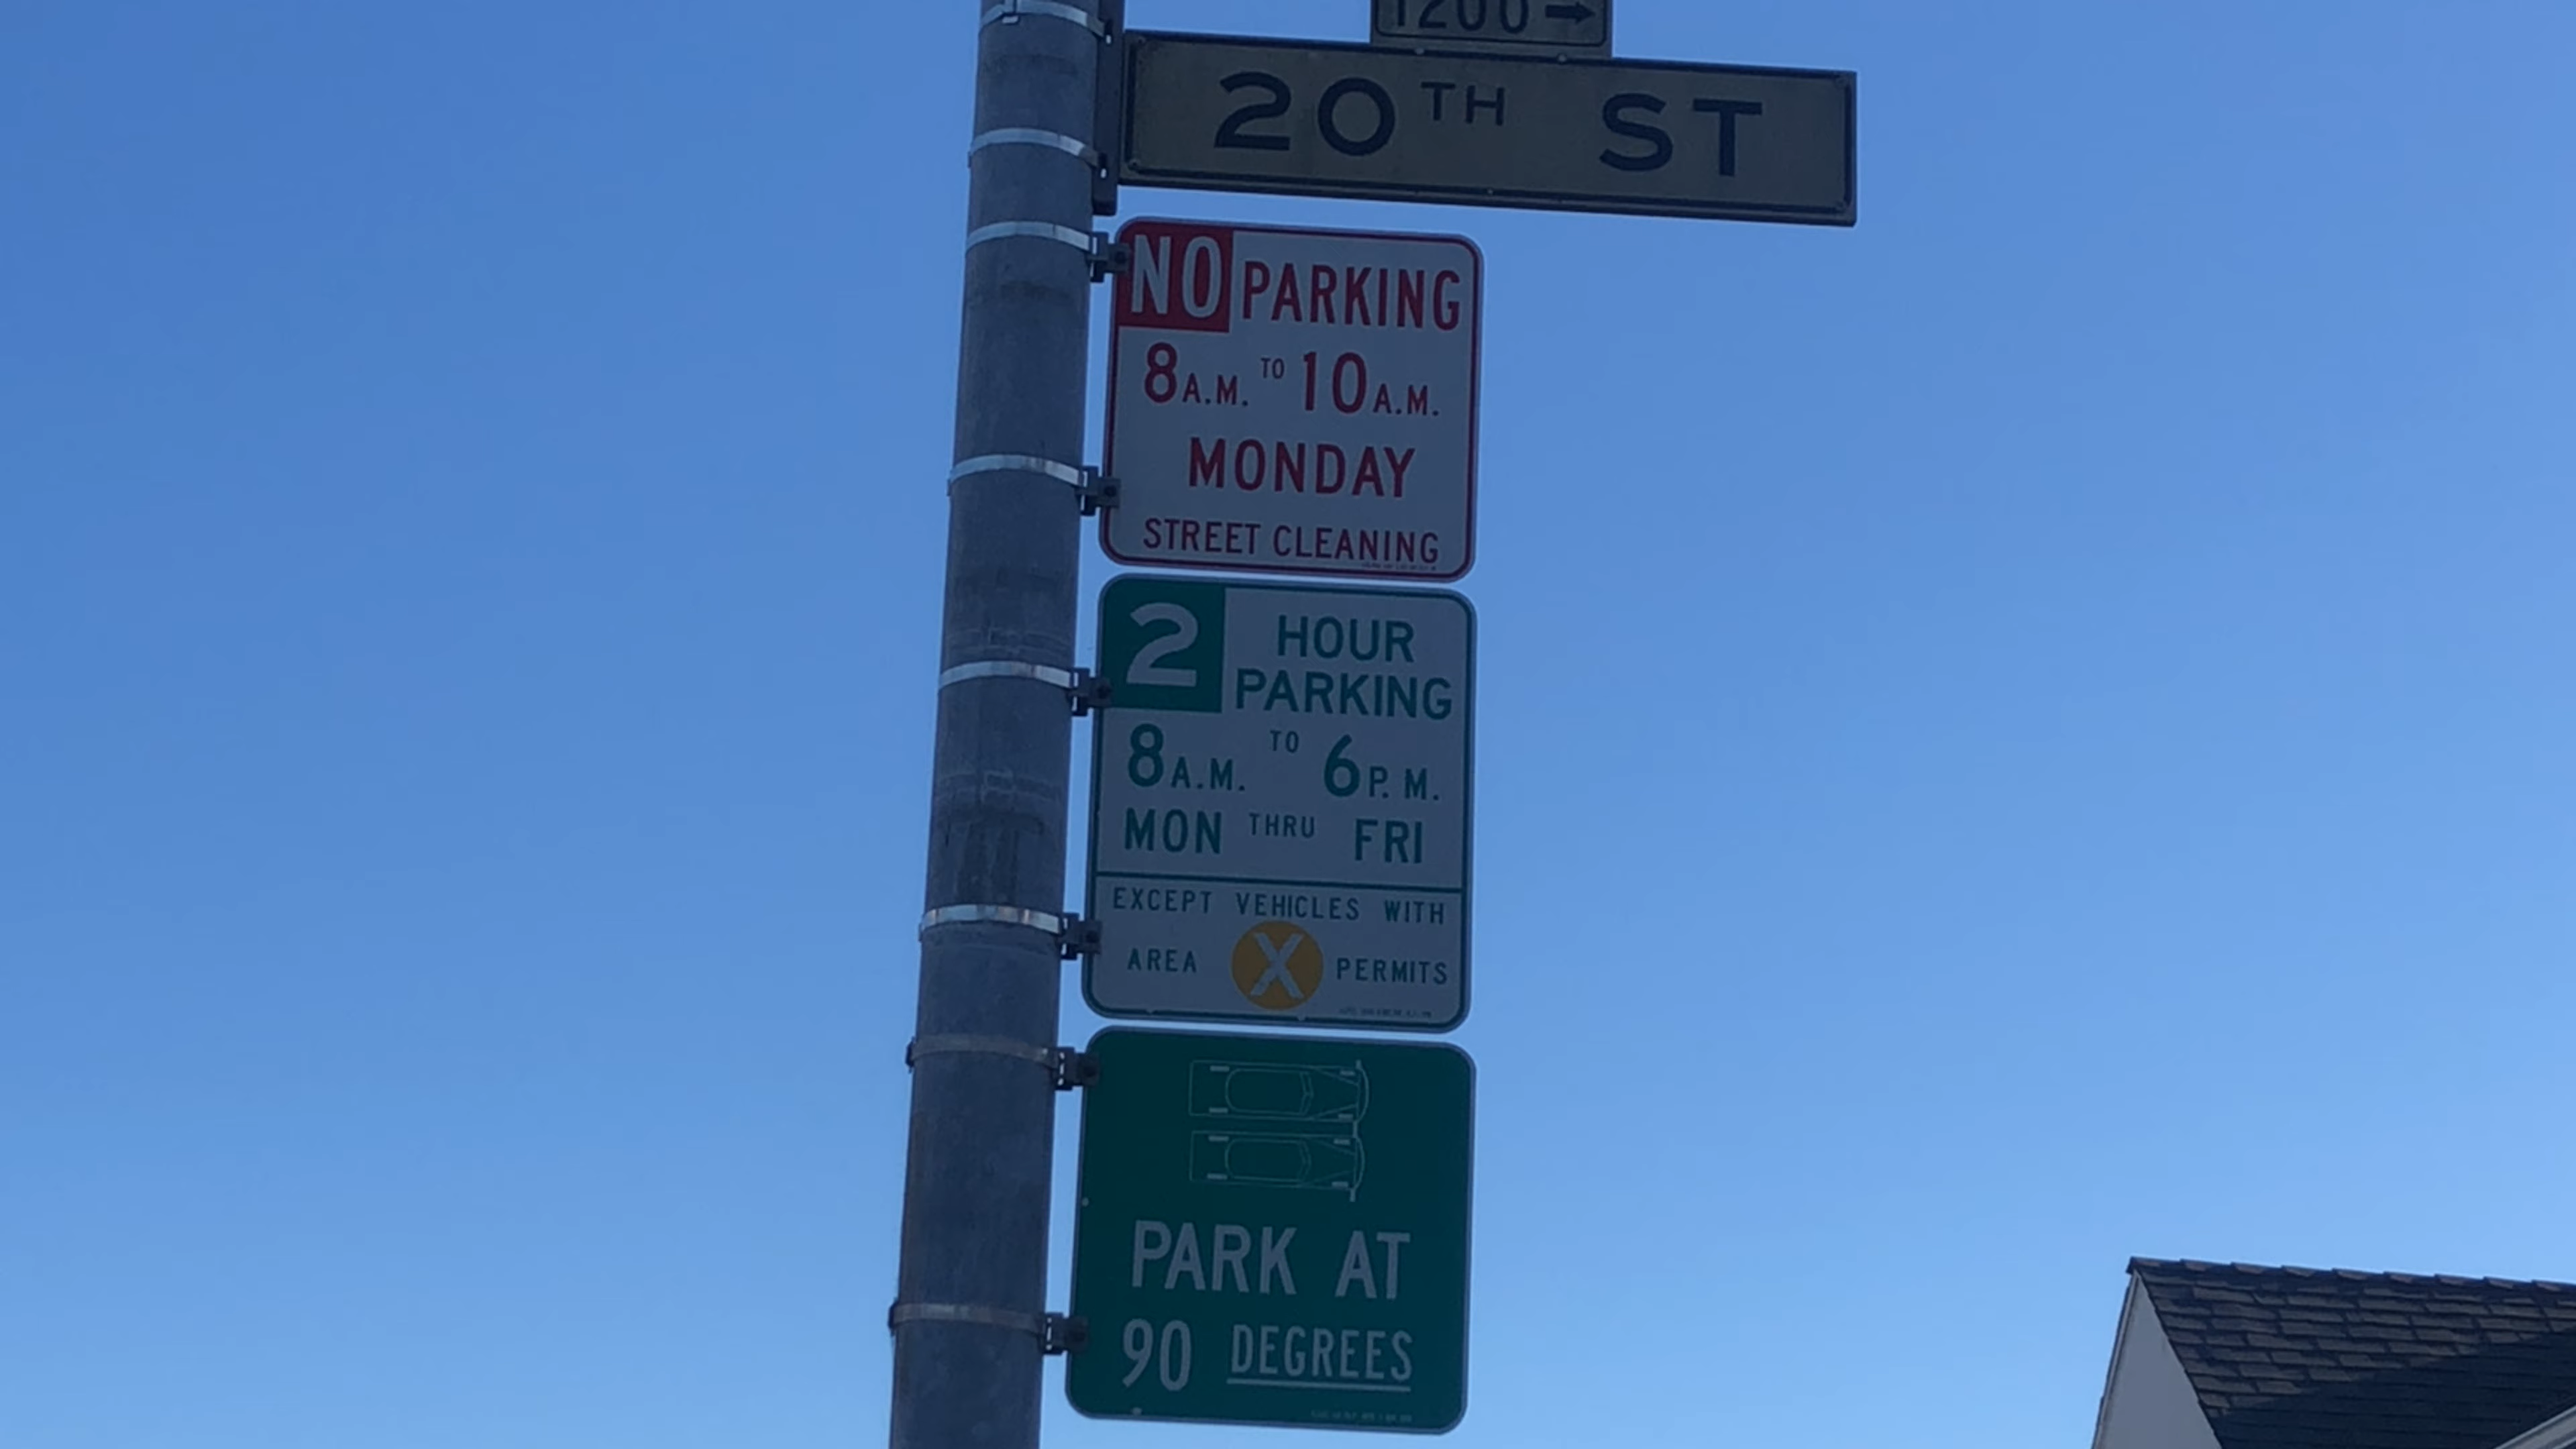 1200 →
20TH ST
NO PARKING
8 A.M. TO 10 A.M.
MONDAY
STREET CLEANING
2 HOUR
PARKING
8 A.M. TO 6 P.M.
MON THRU FRI
EXCEPT VEHICLES WITH
AREA X PERMITS
PARK AT
90 DEGREES